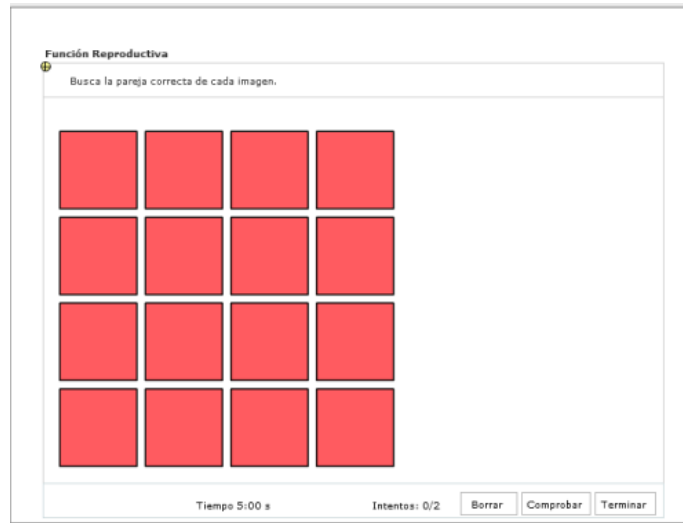 Función Reproductiva
Busca la pareja correcta de cada imagen.
Tiempo 5:00 s Intentos: 0/2 Borrar Comprobar Terminar